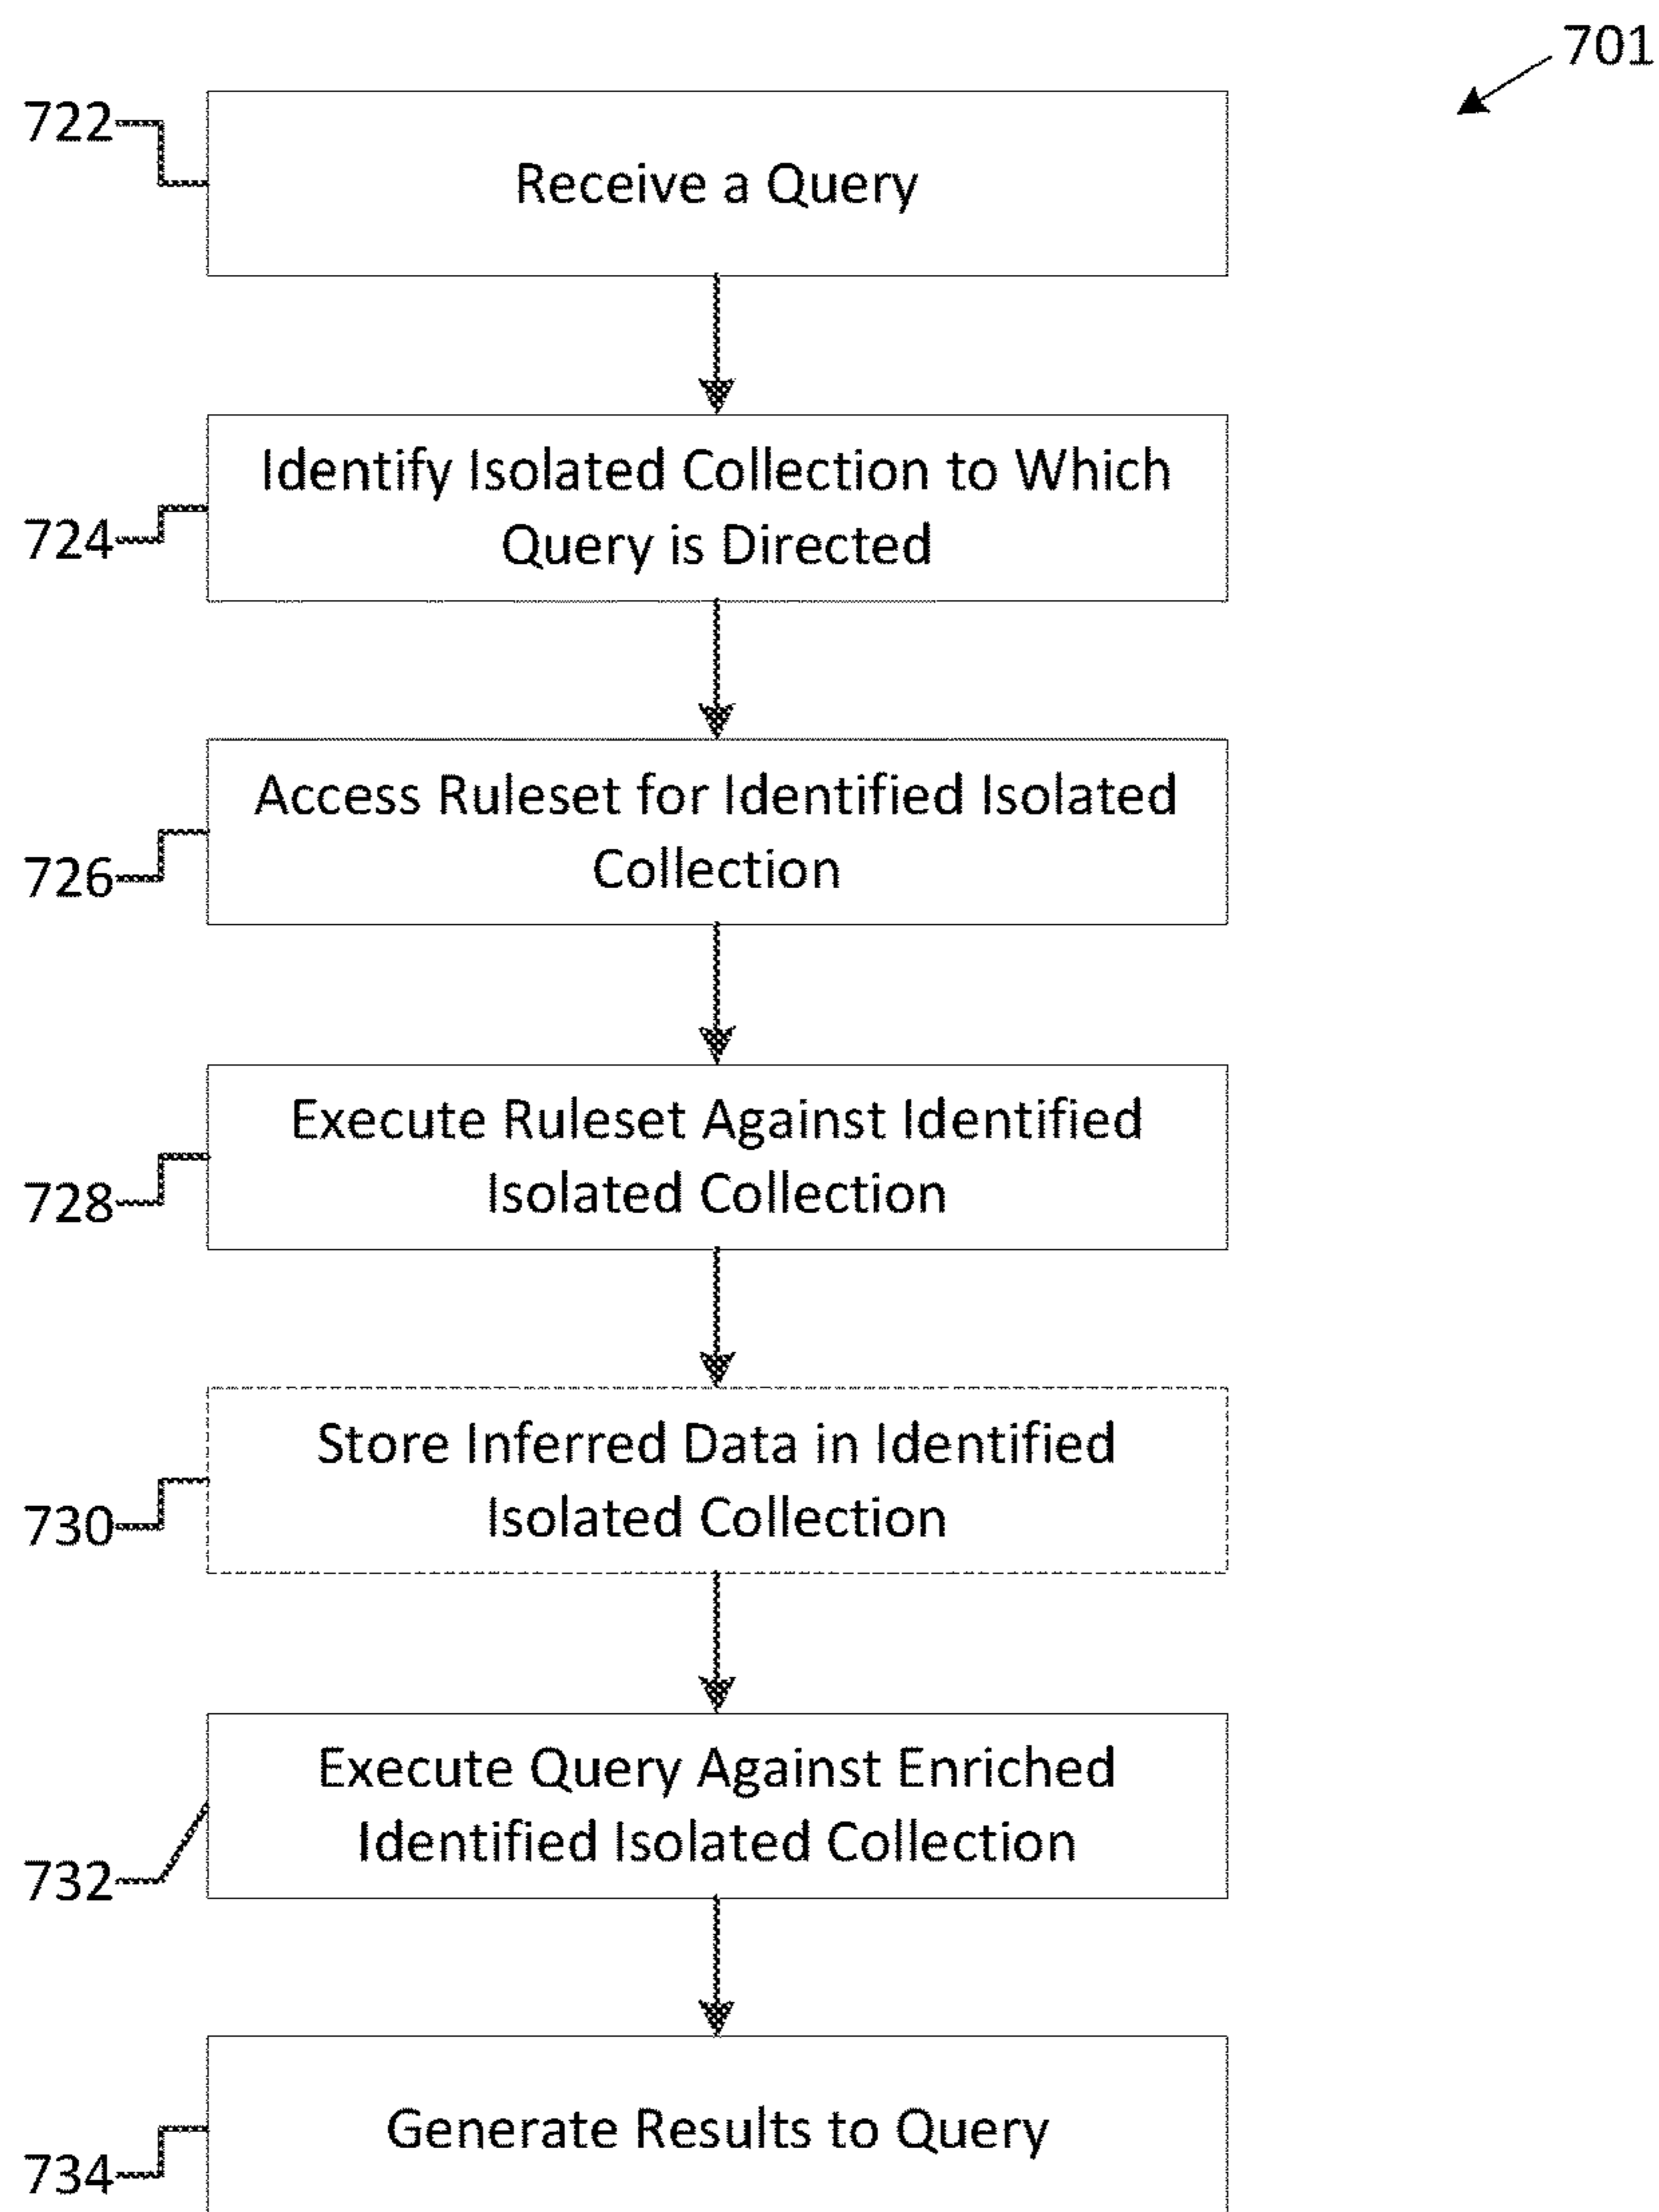 701
722
Receive a Query
724
Identify Isolated Collection to Which
Query is Directed
726
Access Ruleset for Identified Isolated
Collection
728
Execute Ruleset Against Identified
Isolated Collection
730
Store Inferred Data in Identified
Isolated Collection
732
Execute Query Against Enriched
Identified Isolated Collection
734
Generate Results to Query